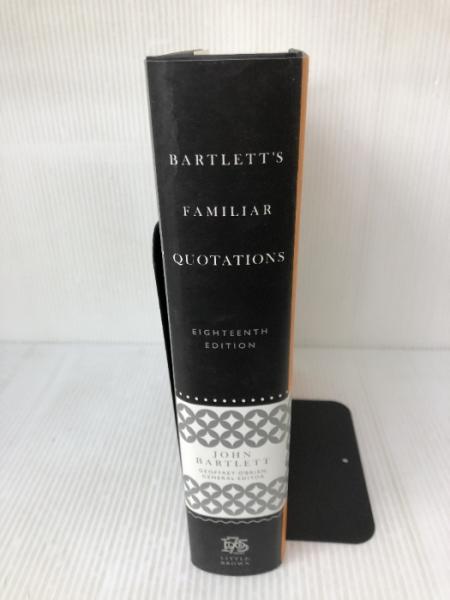 BARTLETT'S
FAMILIAR
QUOTATIONS
EIGHTEENTH
EDITION
JOHN
BARTLETT
GEOFFREY O'BRIEN,
GENERAL EDITOR
LITTLE,
BROWN